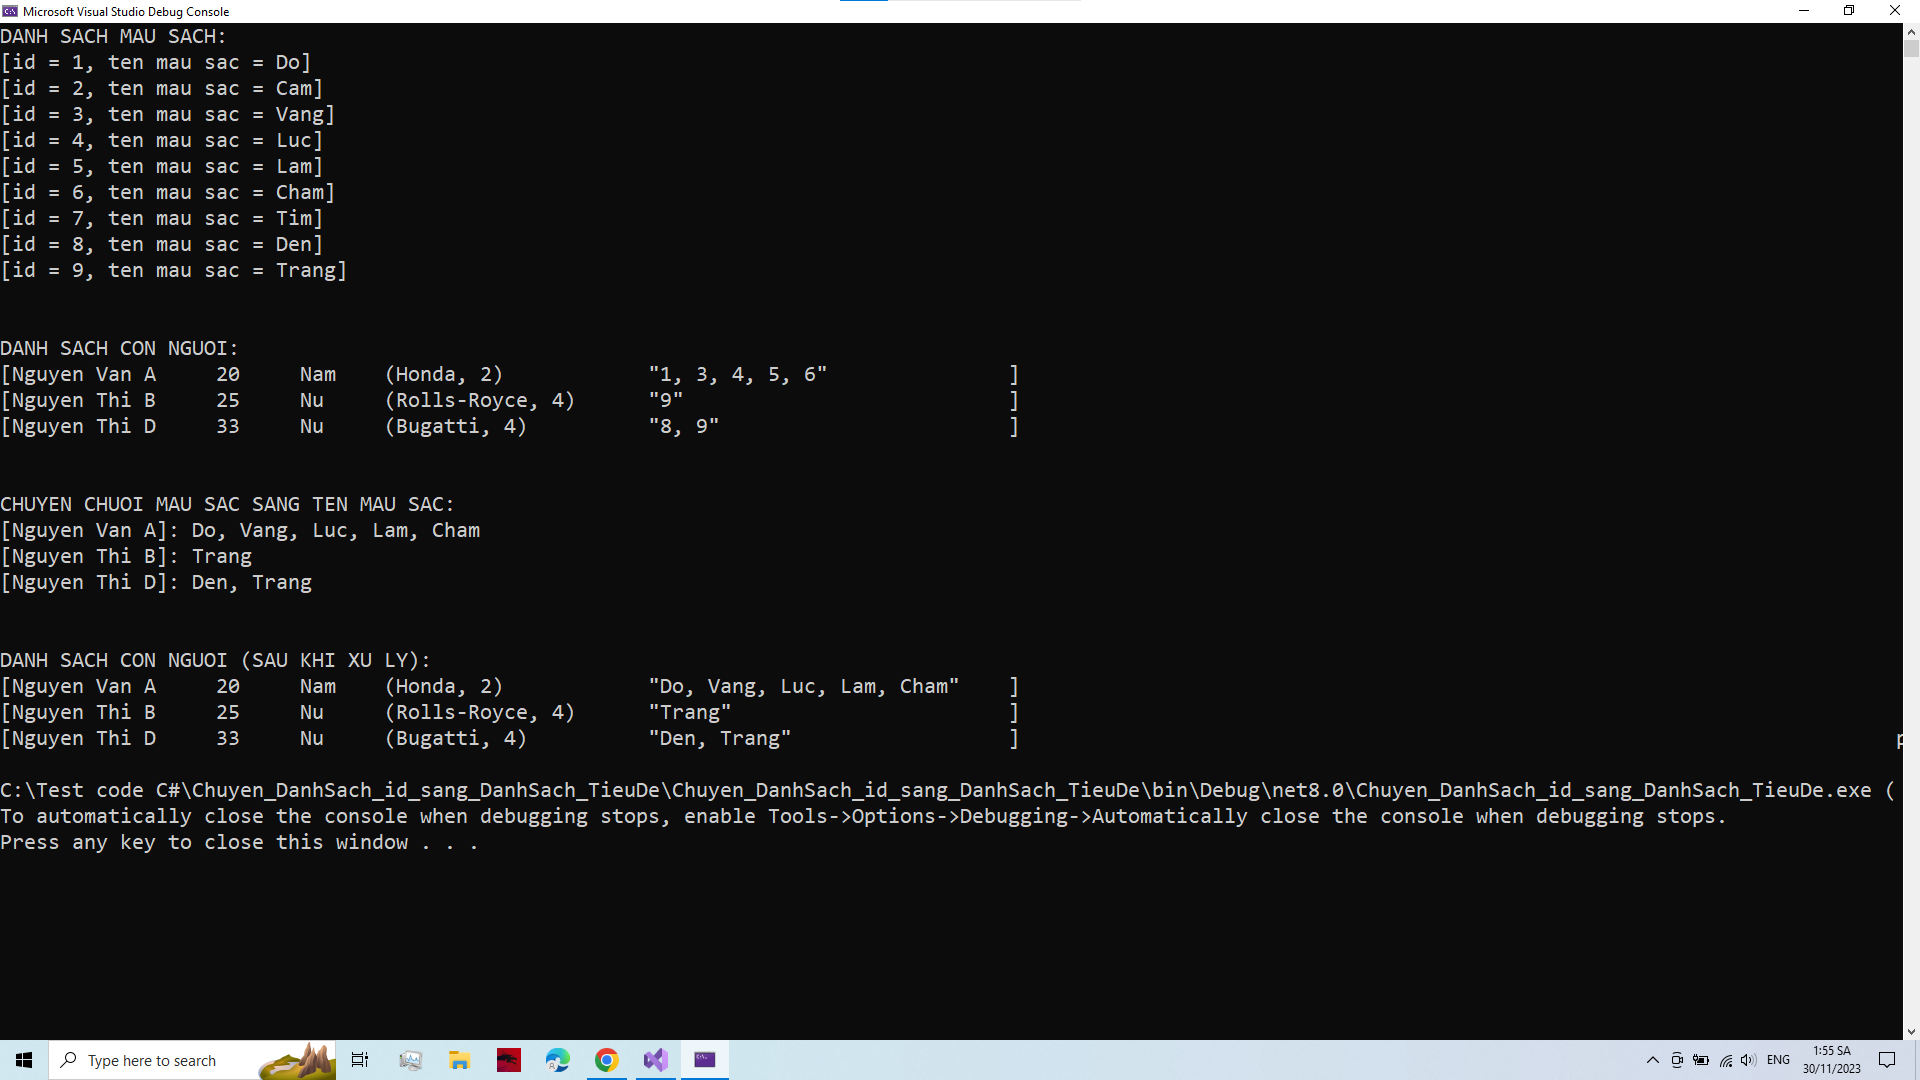 Microsoft Visual Studio Debug Console
DANH SACH MAU SACH:
[id = 1, ten mau sac = Do]
[id = 2, ten mau sac = Cam]
[id = 3, ten mau sac = Vang]
[id = 4, ten mau sac = Luc]
[id = 5, ten mau sac = Lam]
[id = 6, ten mau sac = Cham]
[id = 7, ten mau sac = Tim]
[id = 8, ten mau sac = Den]
[id = 9, ten mau sac = Trang]
DANH SACH CON NGUOI:
[Nguyen Van A 20 Nam (Honda, 2) "1, 3, 4, 5, 6" ]
[Nguyen Thi B 25 Nu (Rolls-Royce, 4) "9" ]
[Nguyen Thi D 33 Nu (Bugatti, 4) "8, 9" ]
CHUYEN CHUOI MAU SAC SANG TEN MAU SAC:
[Nguyen Van A]: Do, Vang, Luc, Lam, Cham
[Nguyen Thi B]: Trang
[Nguyen Thi D]: Den, Trang
DANH SACH CON NGUOI (SAU KHI XU LY):
[Nguyen Van A 20 Nam (Honda, 2) "Do, Vang, Luc, Lam, Cham" ]
[Nguyen Thi B 25 Nu (Rolls-Royce, 4) "Trang" ]
[Nguyen Thi D 33 Nu (Bugatti, 4) "Den, Trang" ]
C:\Test code C#\Chuyen_DanhSach_id_sang_DanhSach_TieuDe\Chuyen_DanhSach_id_sang_DanhSach_TieuDe\bin\Debug\net8.0\Chuyen_DanhSach_id_sang_DanhSach_TieuDe.exe (
To automatically close the console when debugging stops, enable Tools->Options->Debugging->Automatically close the console when debugging stops.
Press any key to close this window . . .
Type here to search
ENG
1:55 SA
30/11/2023